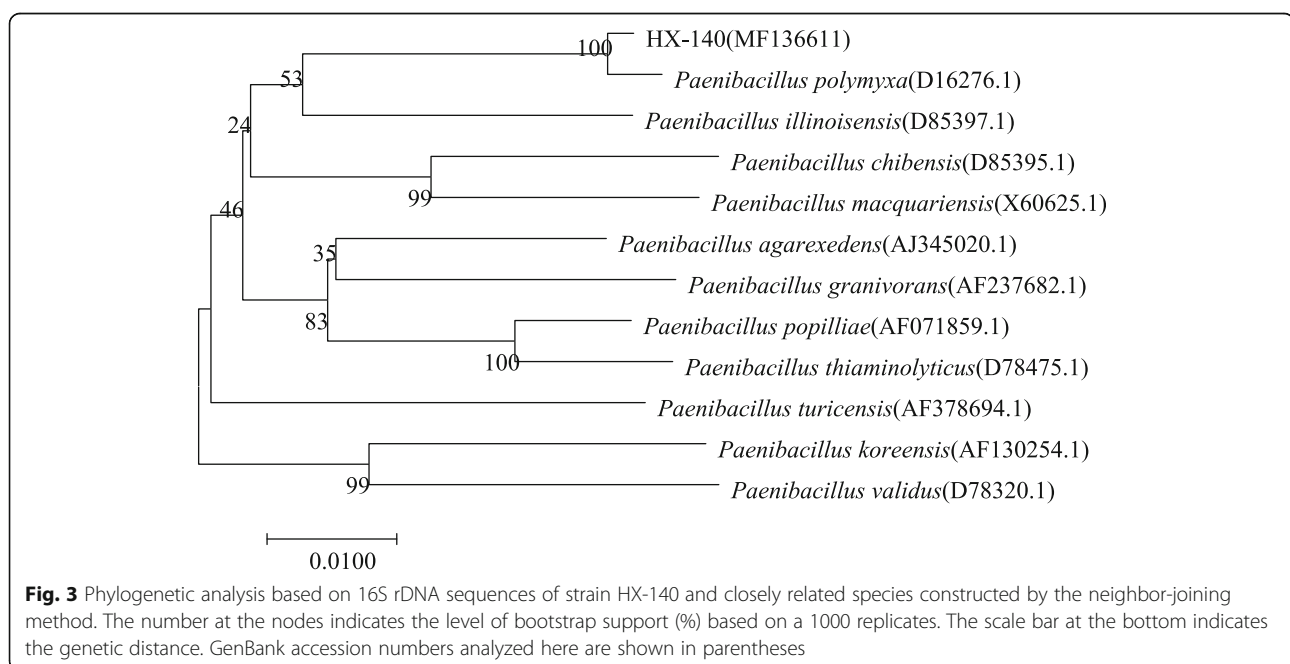 HX-140(MF136611)
100
Paenibacillus polymyxa(D16276.1)
53
Paenibacillus illinoisensis(D85397.1)
24
Paenibacillus chibensis(D85395.1)
99
Paenibacillus macquariensis(X60625.1)
46
Paenibacillus agarexedens(AJ345020.1)
35
Paenibacillus granivorans(AF237682.1)
83
Paenibacillus popilliae(AF071859.1)
100
Paenibacillus thiaminolyticus(D78475.1)
Paenibacillus turicensis(AF378694.1)
Paenibacillus koreensis(AF130254.1)
99
Paenibacillus validus(D78320.1)
0.0100
Fig. 3 Phylogenetic analysis based on 16S rDNA sequences of strain HX-140 and closely related species constructed by the neighbor-joining
method. The number at the nodes indicates the level of bootstrap support (%) based on a 1000 replicates. The scale bar at the bottom indicates
the genetic distance. GenBank accession numbers analyzed here are shown in parentheses